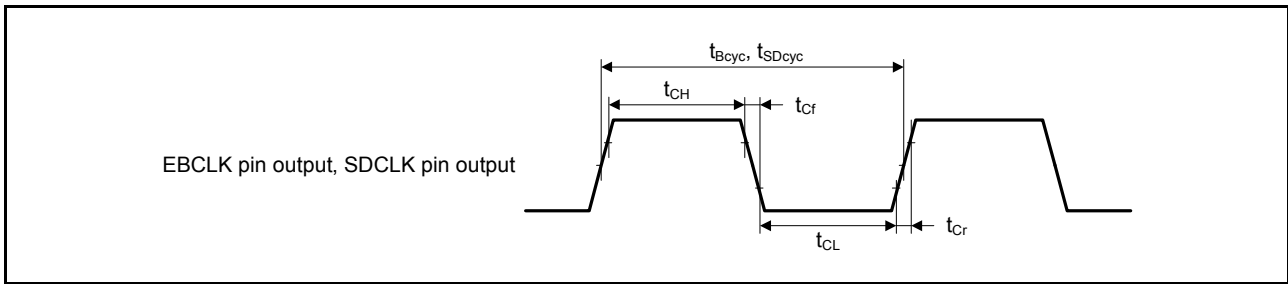 tBcyc, tSDcyc
tCH
tCf
EBCLK pin output, SDCLK pin output
tCL
tCr